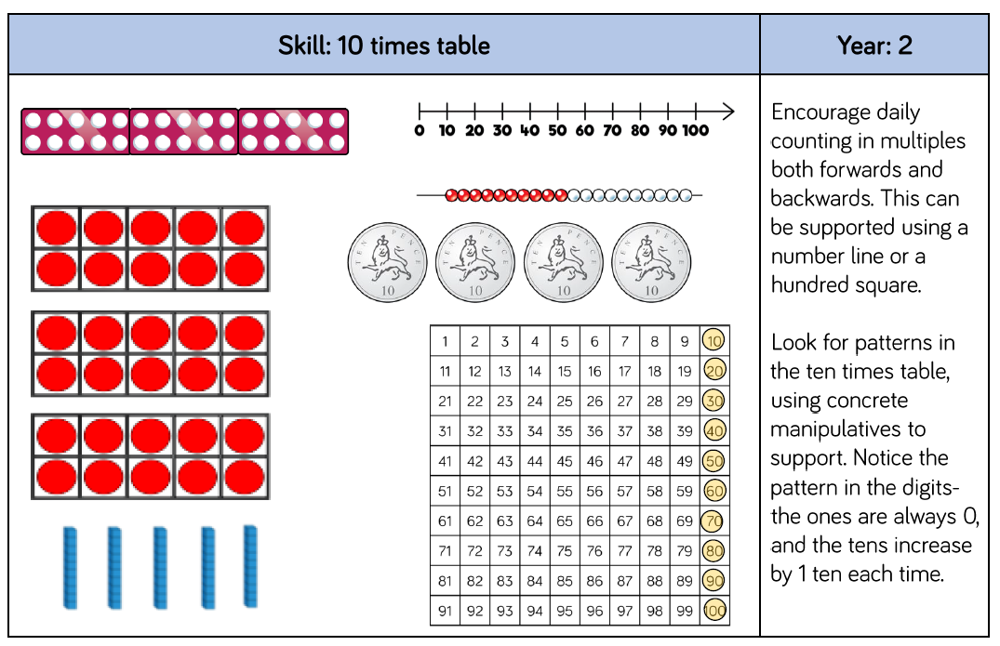 Skill: 10 times table
Year: 2
0 10 20 30 40 50 60 70 80 90 100
TEN PENCE TEN PENCE TEN PENCE TEN PENCE
10 10 10 10
1 2 3 4 5 6 7 8 9 10
11 12 13 14 15 16 17 18 19 20
21 22 23 24 25 26 27 28 29 30
31 32 33 34 35 36 37 38 39 40
41 42 43 44 45 46 47 48 49 50
51 52 53 54 55 56 57 58 59 60
61 62 63 64 65 66 67 68 69 70
71 72 73 74 75 76 77 78 79 80
81 82 83 84 85 86 87 88 89 90
91 92 93 94 95 96 97 98 99 100
Encourage daily
counting in multiples
both forwards and
backwards. This can
be supported using a
number line or a
hundred square.
Look for patterns in
the ten times table,
using concrete
manipulatives to
support. Notice the
pattern in the digits-
the ones are always 0,
and the tens increase
by 1 ten each time.